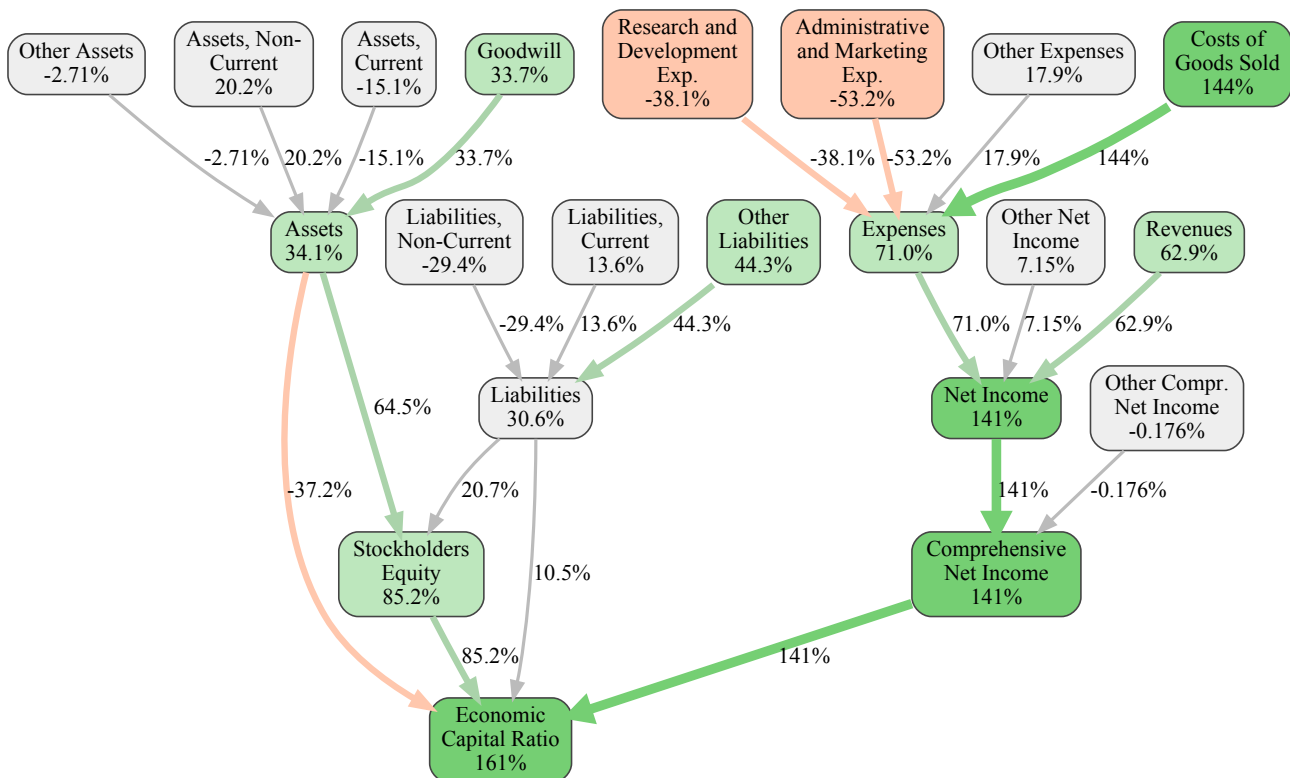 Other Assets
-2.71%
Assets, Non-
Current
20.2%
Assets,
Current
-15.1%
Goodwill
33.7%
Research and
Development
Exp.
-38.1%
Administrative
and Marketing
Exp.
-53.2%
Other Expenses
17.9%
Costs of
Goods Sold
144%
-2.71%
20.2%
-15.1%
33.7%
-38.1%
-53.2%
17.9%
144%
Assets
34.1%
Liabilities,
Non-Current
-29.4%
Liabilities,
Current
13.6%
Other
Liabilities
44.3%
Expenses
71.0%
Other Net
Income
7.15%
Revenues
62.9%
-29.4%
13.6%
44.3%
71.0%
7.15%
62.9%
Liabilities
30.6%
Net Income
141%
Other Compr.
Net Income
-0.176%
64.5%
-37.2%
20.7%
141%
-0.176%
Stockholders
Equity
85.2%
10.5%
Comprehensive
Net Income
141%
85.2%
141%
Economic
Capital Ratio
161%